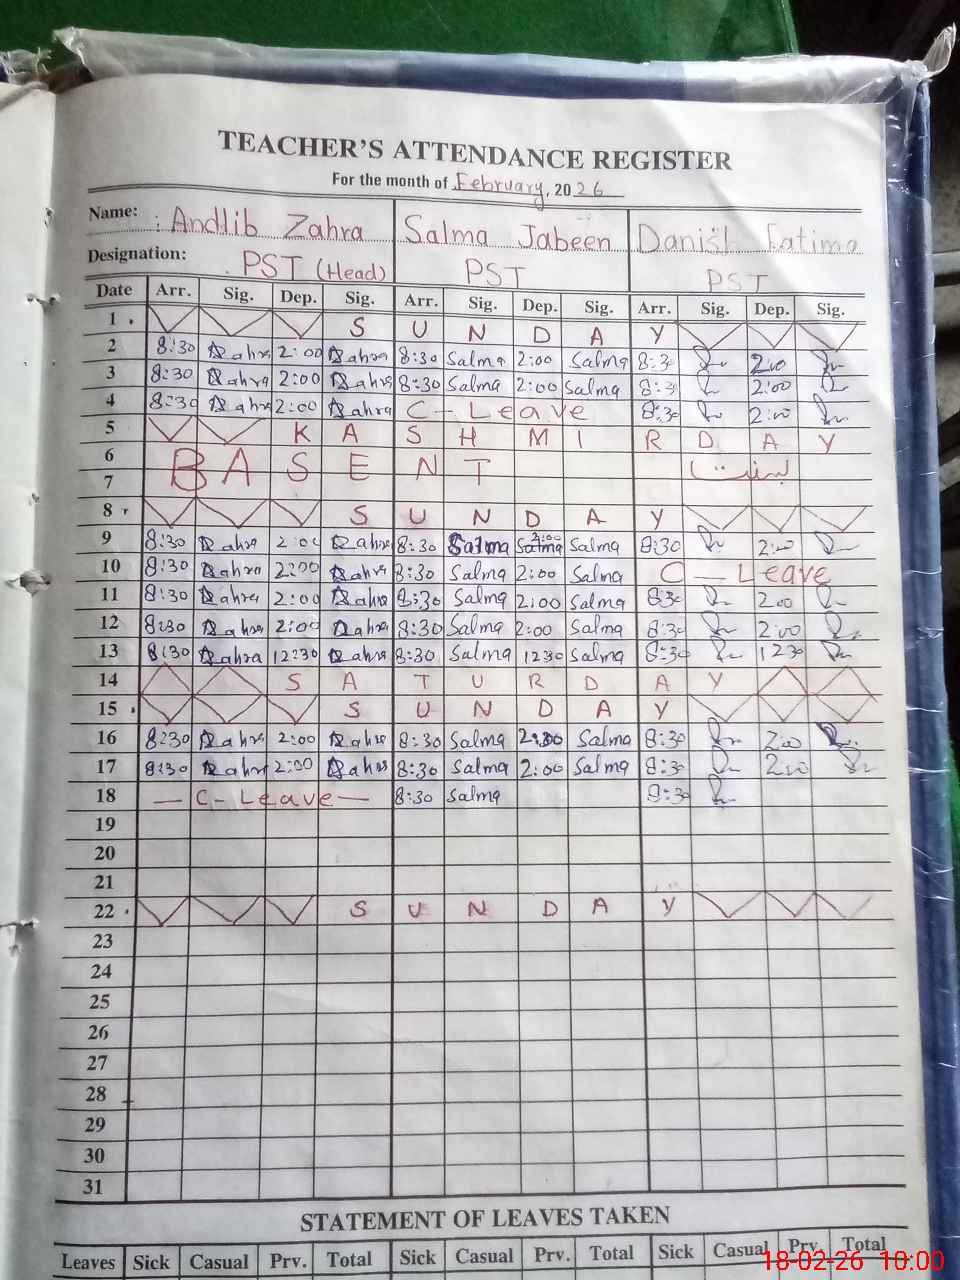 TEACHER'S ATTENDANCE REGISTER
For the month of February, 2026
Name: Andlib Zahra Salma Jabeen Danish Fatima
Designation: PST (Head) PST PST
Date Arr. Sig. Dep. Sig. Arr. Sig. Dep. Sig. Arr. Sig. Dep. Sig.
1 S U N D A Y
2 8:30 Zahra 2:00 Zahra 8:30 Salma 2:00 Salma 8:30 2:00
3 8:30 Zahra 2:00 Zahra 8:30 Salma 2:00 Salma 8:30 2:00
4 8:30 Zahra 2:00 Zahra C - Leave 8:30 2:00
5 K A S H M I R D A Y
6 B A S E N T بسنت
7
8 S U N D A Y
9 8:30 Zahra 2:00 Zahra 8:30 Salma 2:00 Salma Salma 8:30 2:00
10 8:30 Zahra 2:00 Zahra 8:30 Salma 2:00 Salma C - Leave
11 8:30 Zahra 2:00 Zahra 8:30 Salma 2:00 Salma 8:30 2:00
12 8:30 Zahra 2:00 Zahra 8:30 Salma 2:00 Salma 8:30 2:00
13 8:30 Zahra 12:30 Zahra 8:30 Salma 1230 Salma 8:30 1230
14 S A T U R D A Y
15 S U N D A Y
16 8:30 Zahra 2:00 Zahra 8:30 Salma 2:00 Salma 8:30 2:00
17 8:30 Zahra 2:00 Zahra 8:30 Salma 2:00 Salma 8:30 2:00
18 — C - Leave — 8:30 Salma 8:30
19
20
21
22 S U N D A Y
23
24
25
26
27
28
29
30
31
STATEMENT OF LEAVES TAKEN
Leaves Sick Casual Prv. Total Sick Casual Prv. Total Sick Casual Prv. Total
18-02-26 10:00